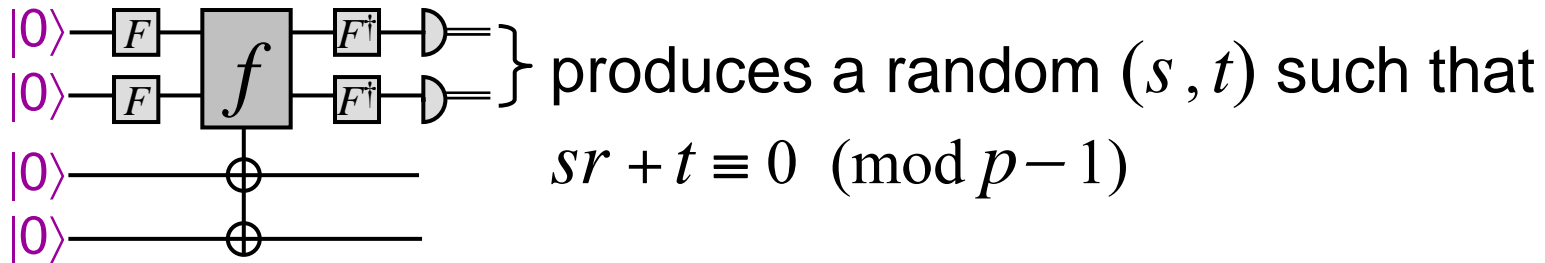 |0⟩ F f F† produces a random (s, t) such that
|0⟩ F F†
|0⟩ sr + t ≡ 0 (mod p − 1)
|0⟩